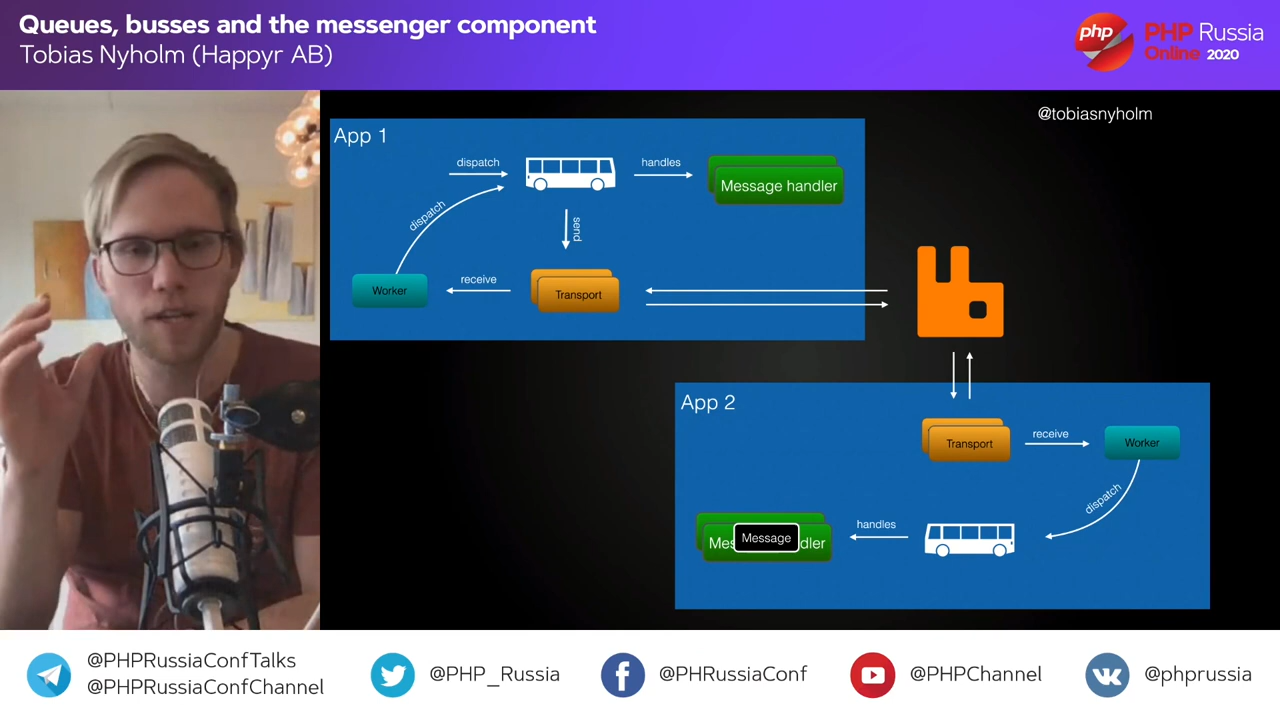 Queues, busses and the messenger component
Tobias Nyholm (Happyr AB)
php
PHP Russia
Online 2020
@tobiasnyholm
App 1
dispatch
handles
Message handler
dispatch
send
Worker
receive
Transport
App 2
Transport
receive
Worker
dispatch
handles
Message
Mes
dler
@PHPRussiaConfTalks
@PHPRussiaConfChannel
@PHP_Russia
@PHRussiaConf
@PHPChannel
@phprussia